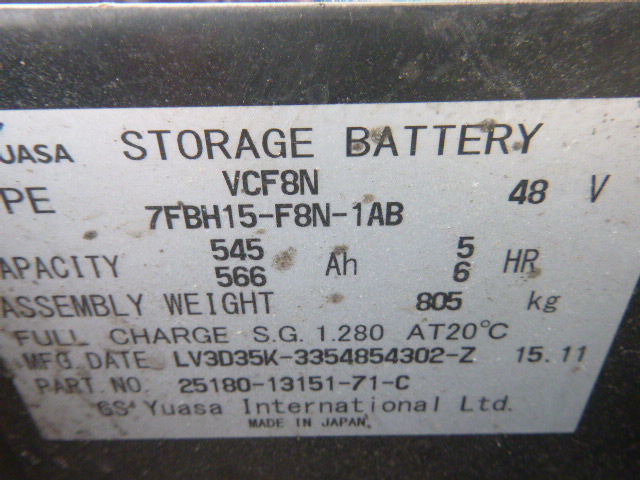 UASA STORAGE BATTERY
PE VCF8N 48 V
7FBH15-F8N-1AB
APACITY 545 Ah 5 HR
566 6
ASSEMBLY WEIGHT 805 kg
FULL CHARGE S.G. 1.280 AT20°C
MFG.DATE LV3D35K-3354854302-Z 15.11
PART.NO. 25180-13151-71-C
GS Yuasa International Ltd.
MADE IN JAPAN